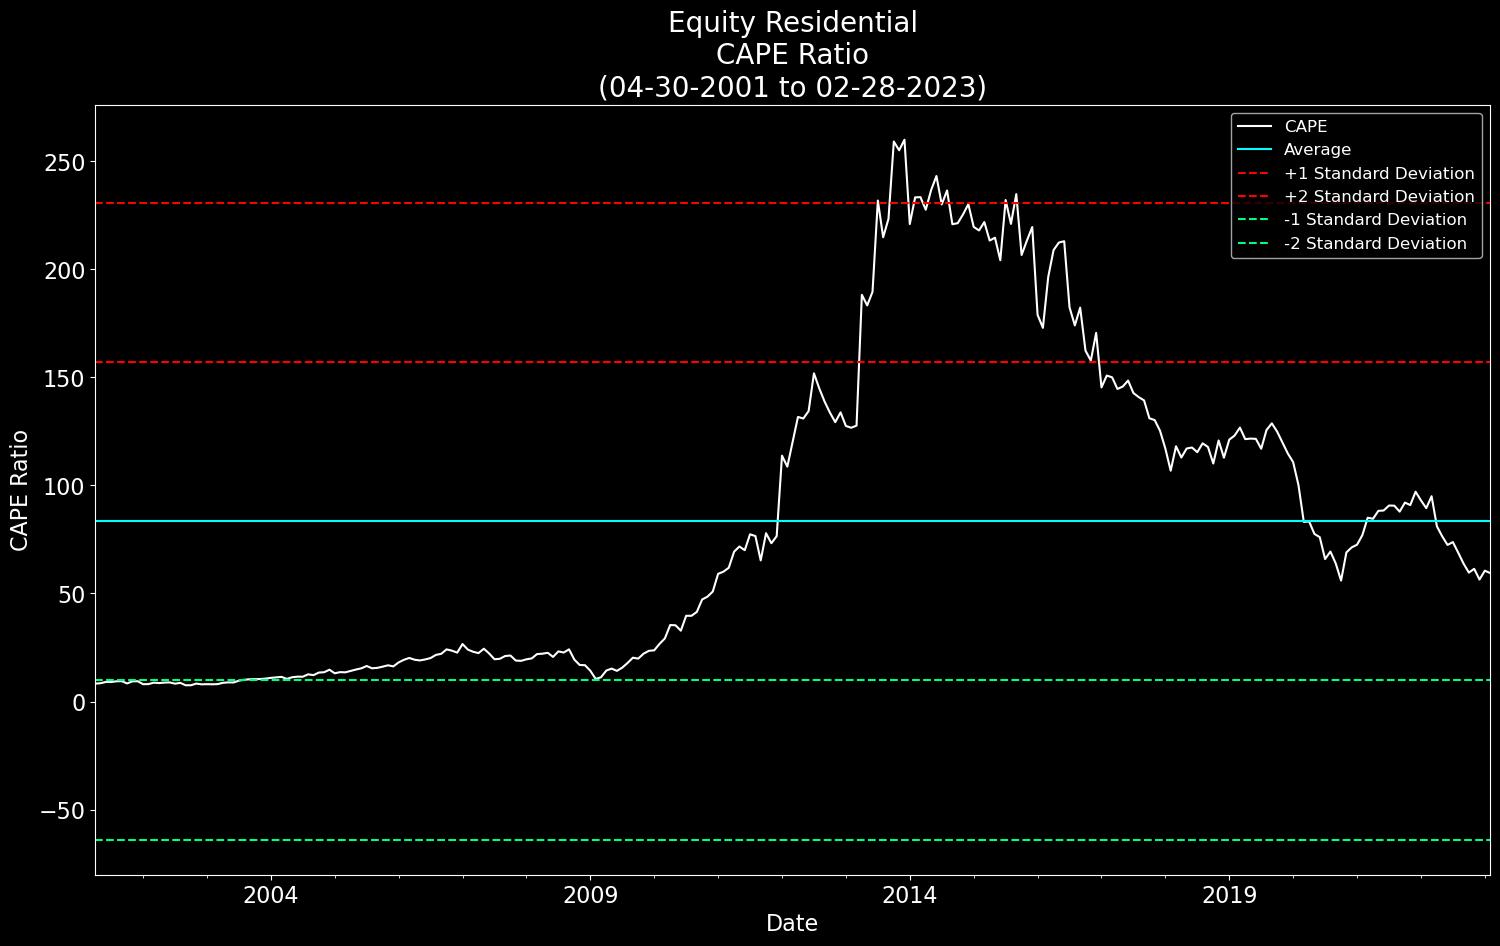 Equity Residential
CAPE Ratio
(04-30-2001 to 02-28-2023)
CAPE
Average
+1 Standard Deviation
+2 Standard Deviation
-1 Standard Deviation
-2 Standard Deviation
CAPE Ratio
250
200
150
100
50
0
−50
2004
2009
2014
2019
Date